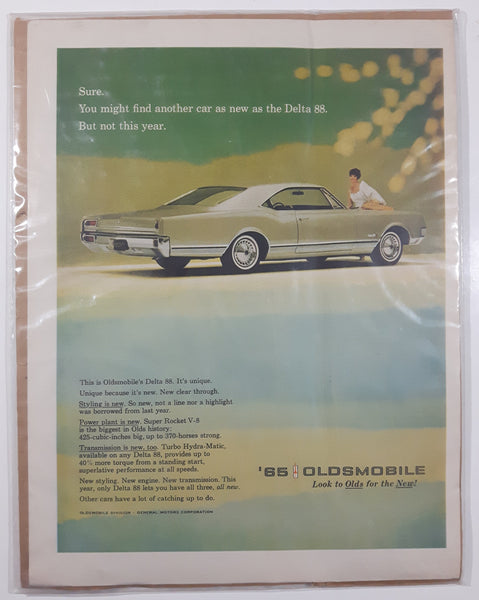 Sure.
You might find another car as new as the Delta 88.
But not this year.
This is Oldsmobile's Delta 88. It's unique.
Unique because it's new. New clear through.
Styling is new. So new, not a line nor a highlight
was borrowed from last year.
Power plant is new. Super Rocket V-8
is the biggest in Olds history:
425-cubic-inches big, up to 370-horses strong.
Transmission is new, too. Turbo Hydra-Matic,
available on any Delta 88, provides up to
40% more torque from a standing start,
superlative performance at all speeds.
New styling. New engine. New transmission. This
year, only Delta 88 lets you have all three, all new.
Other cars have a lot of catching up to do.
OLDSMOBILE DIVISION • GENERAL MOTORS CORPORATION
'65 OLDSMOBILE
Look to Olds for the New!